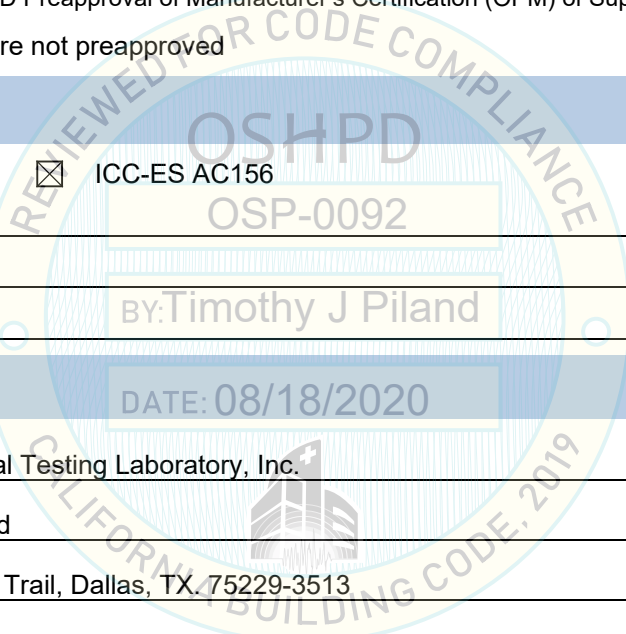 D Preapproval of Manufacturer's Certification (OPM) of Sup
re not preapproved
REVIEWED FOR CODE COMPLIANCE
OSHPD
☒ ICC-ES AC156
OSP-0092
BY: Timothy J Piland
DATE: 08/18/2020
al Testing Laboratory, Inc.
d
Trail, Dallas, TX. 75229-3513
CALIFORNIA BUILDING CODE, 2019